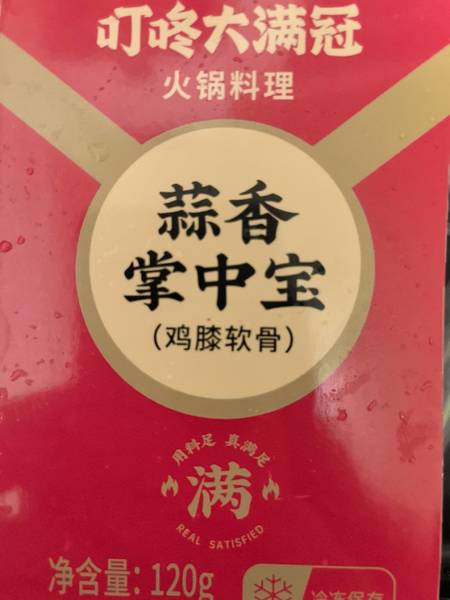 叮咚大满冠
火锅料理
蒜香
掌中宝
（鸡膝软骨）
用料足 真满足
满
REAL SATISFIED
净含量：120g
冷冻保存